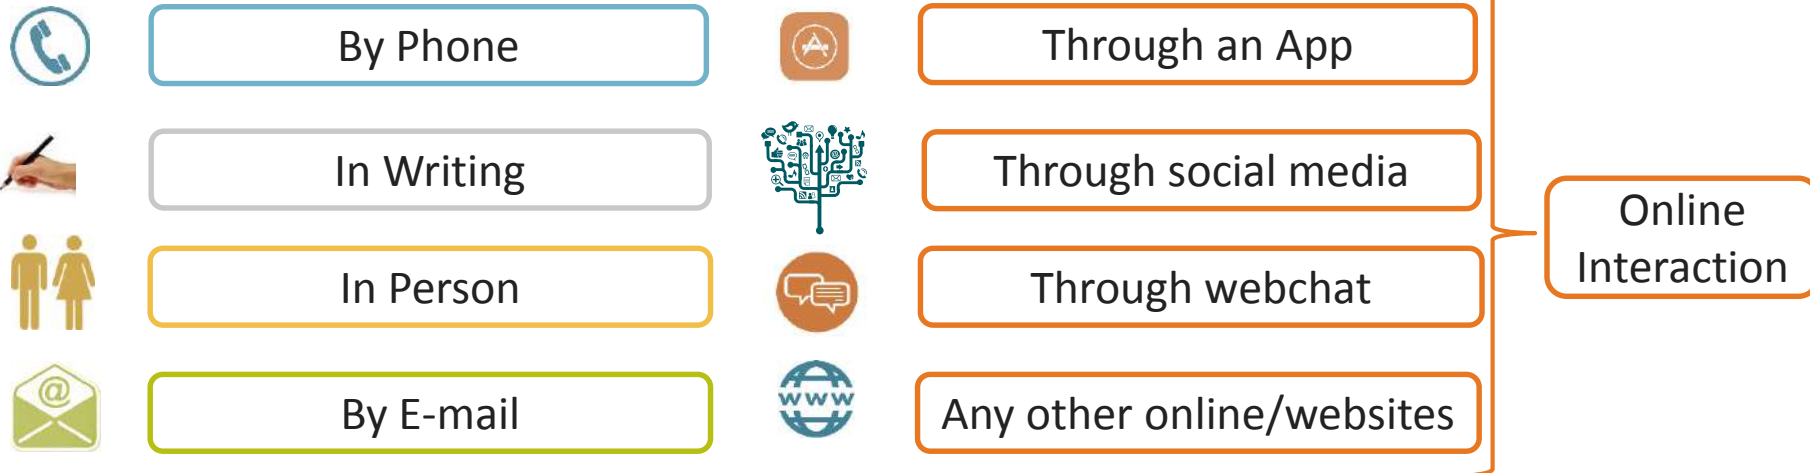 By Phone
Through an App
In Writing
Through social media
In Person
Through webchat
By E-mail
www
Any other online/websites
Online
Interaction